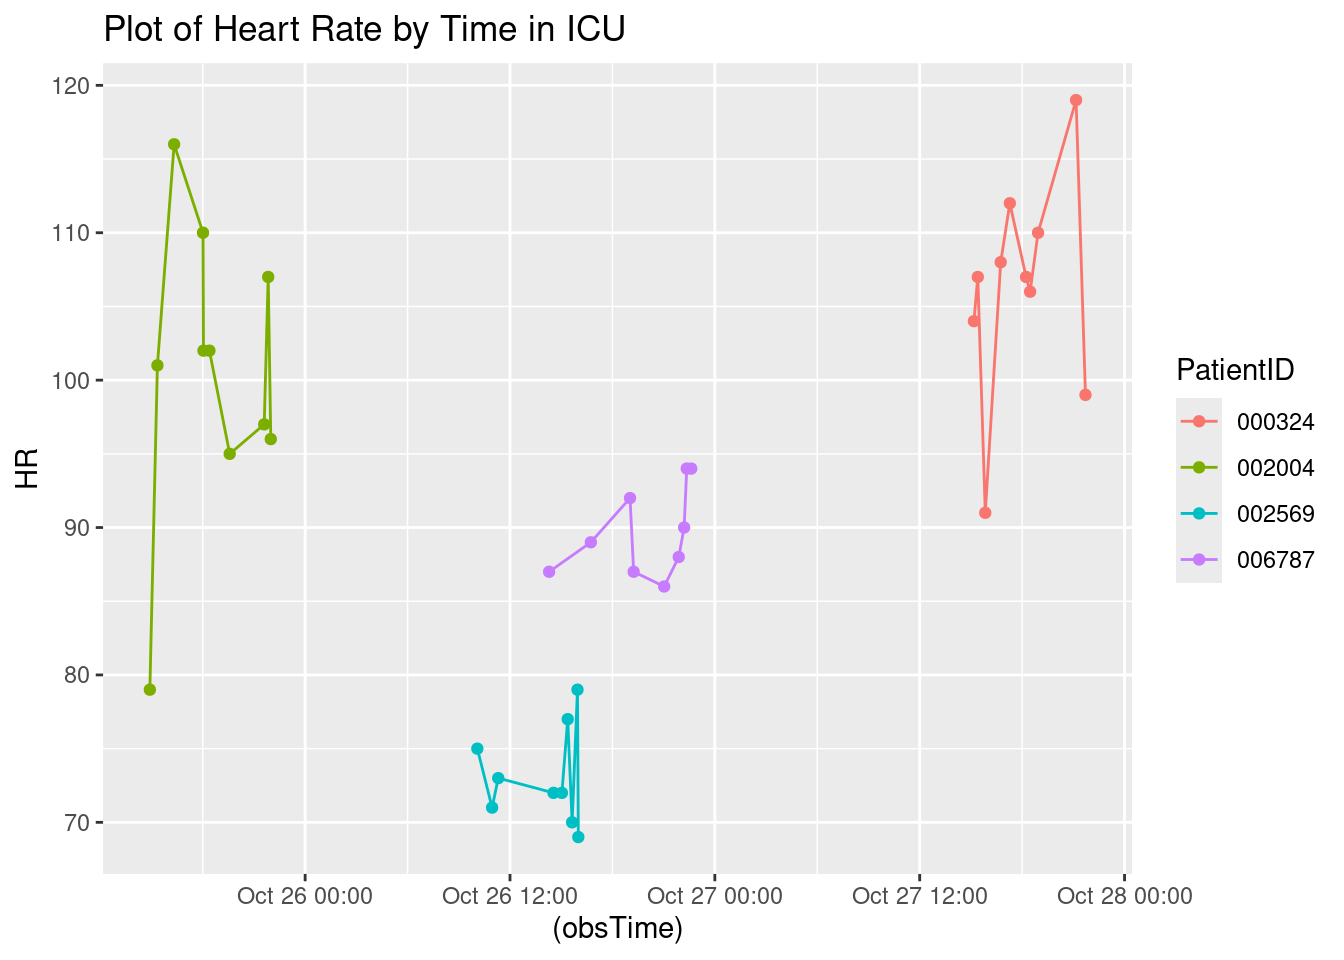 Plot of Heart Rate by Time in ICU
120
110
100
90
80
70
HR
Oct 26 00:00
Oct 26 12:00
Oct 27 00:00
Oct 27 12:00
Oct 28 00:00
(obsTime)
PatientID
000324
002004
002569
006787